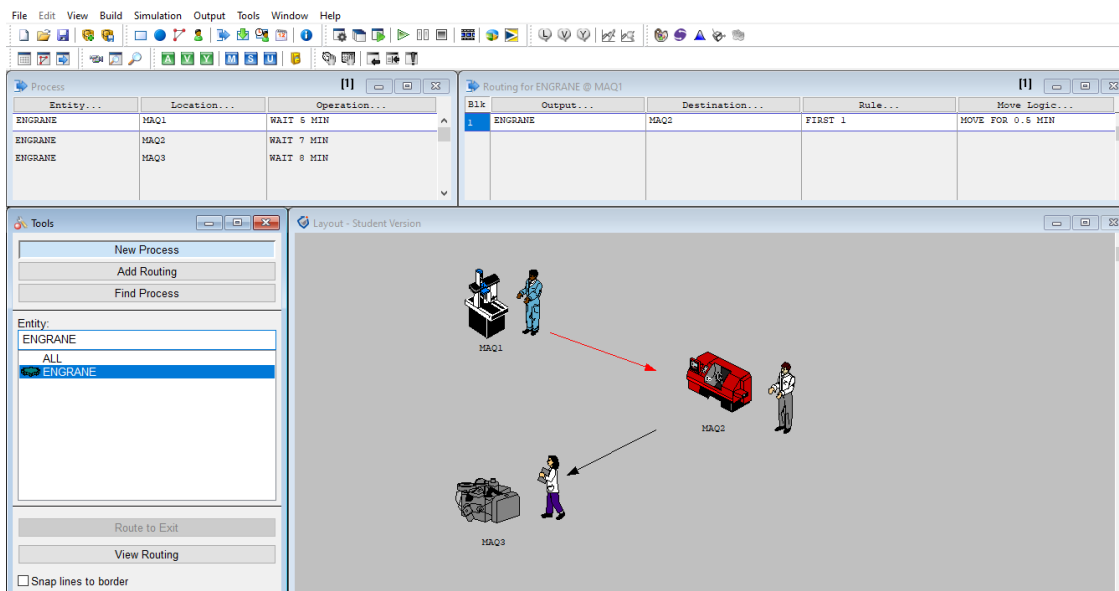 File Edit View Build Simulation Output Tools Window Help
Process [1]
Entity... Location... Operation...
ENGRANE MAQ1 WAIT 5 MIN
ENGRANE MAQ2 WAIT 7 MIN
ENGRANE MAQ3 WAIT 8 MIN
Routing for ENGRANE @ MAQ1 [1]
Blk Output... Destination... Rule... Move Logic...
1 ENGRANE MAQ2 FIRST 1 MOVE FOR 0.5 MIN
Tools
New Process
Add Routing
Find Process
Entity:
ENGRANE
ALL
ENGRANE
Route to Exit
View Routing
Snap lines to border
Layout - Student Version
MAQ1
MAQ2
MAQ3